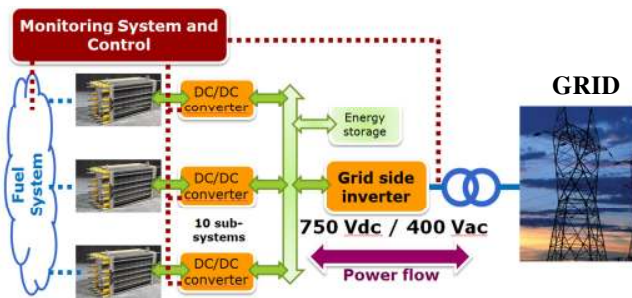 Monitoring System and
Control
GRID
DC/DC
converter
Energy
storage
Fuel
System
DC/DC
converter
Grid side
inverter
10 sub-
systems
750 Vdc / 400 Vac
DC/DC
converter
Power flow